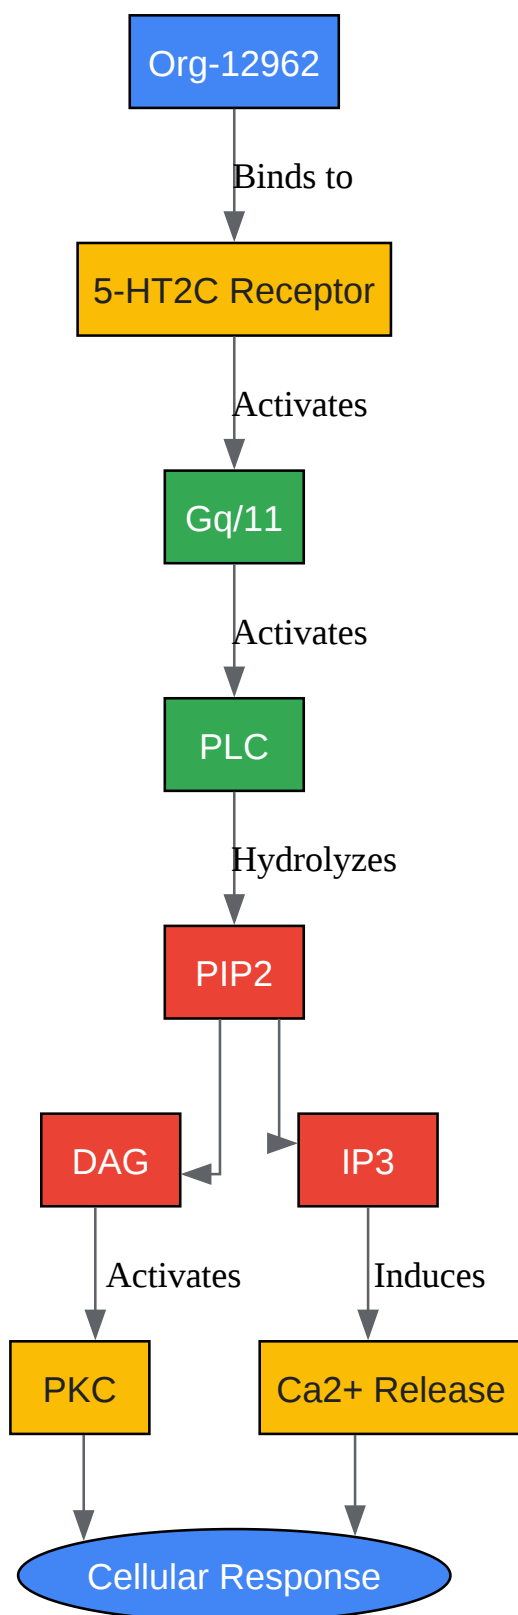 Org-12962
Binds to
5-HT2C Receptor
Activates
Gq/11
Activates
PLC
Hydrolyzes
PIP2
DAG
IP3
Activates
Induces
PKC
Ca2+ Release
Cellular Response